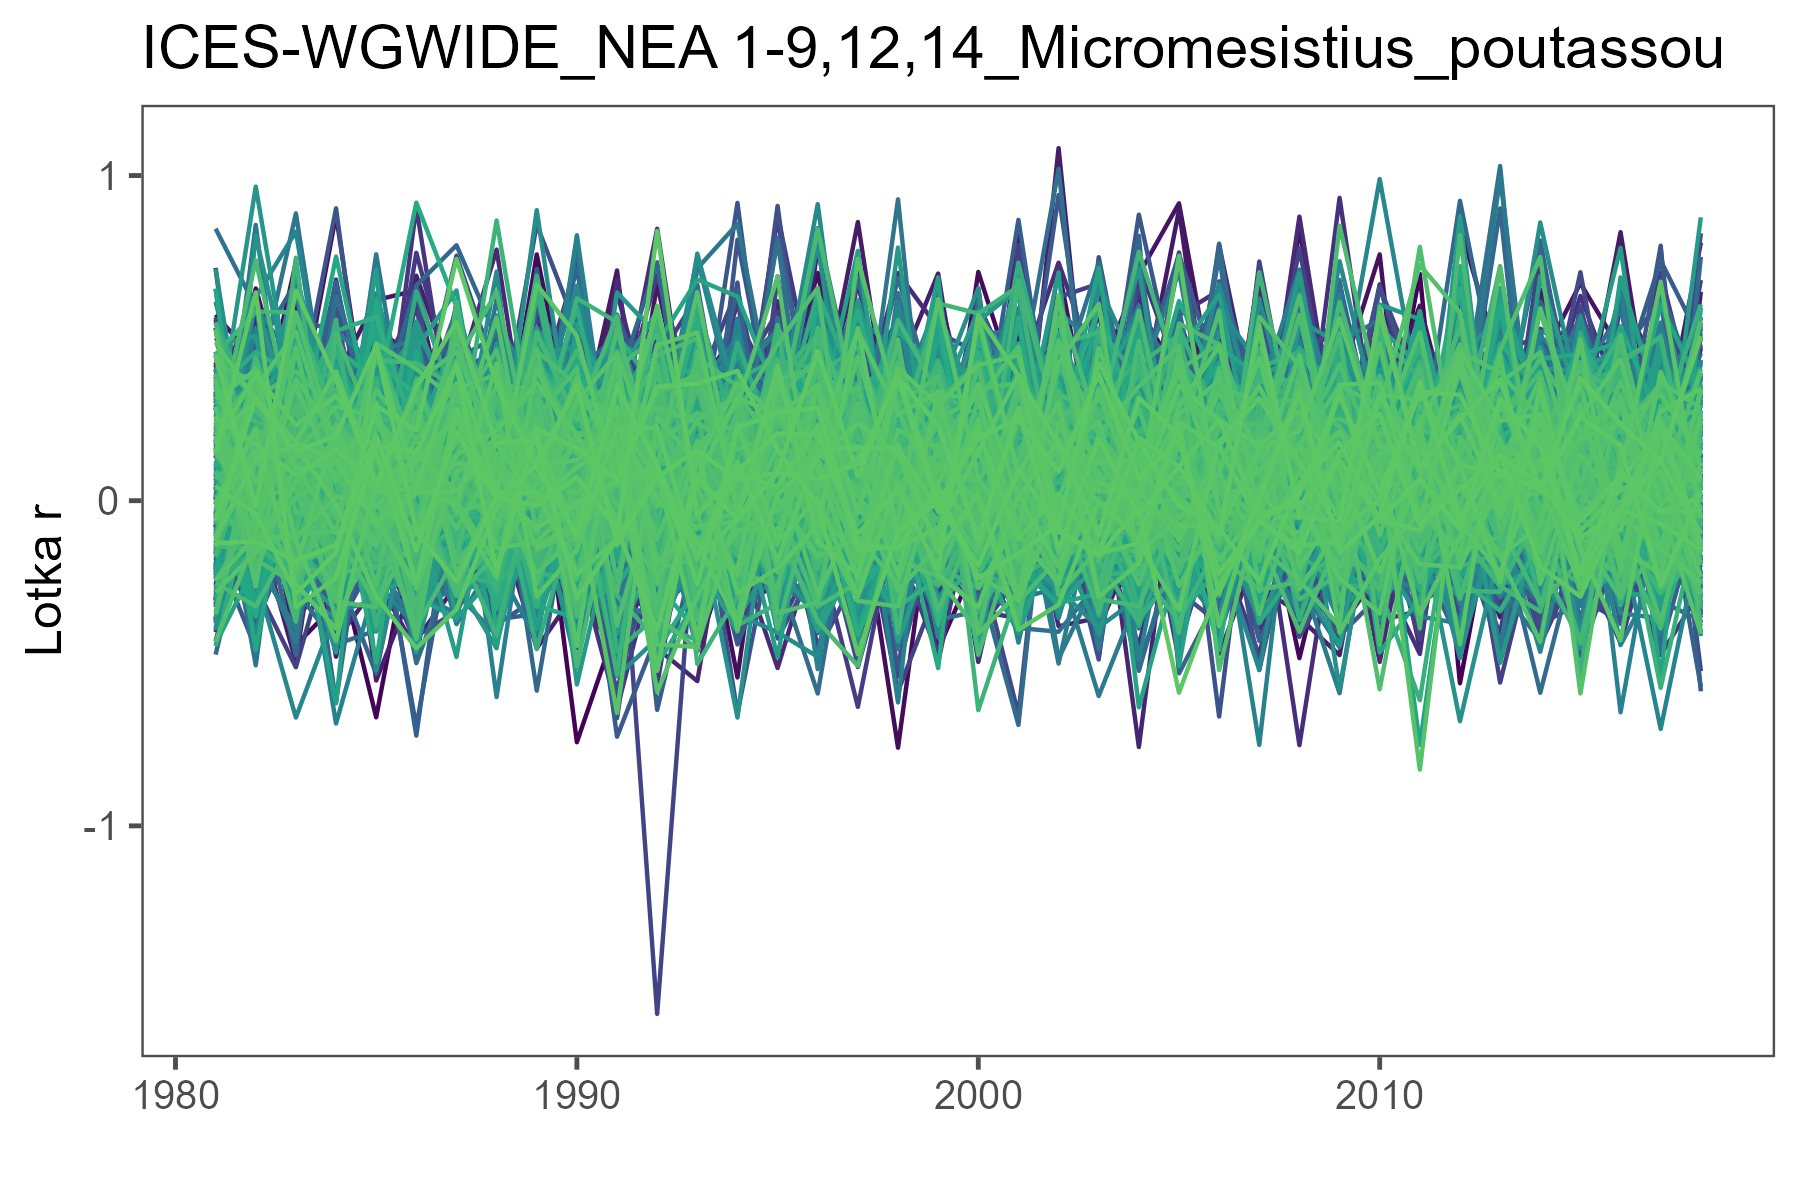 ICES-WGWIDE_NEA 1-9,12,14_Micromesistius_poutassou
Lotka r
1
0
-1
1980 1990 2000 2010